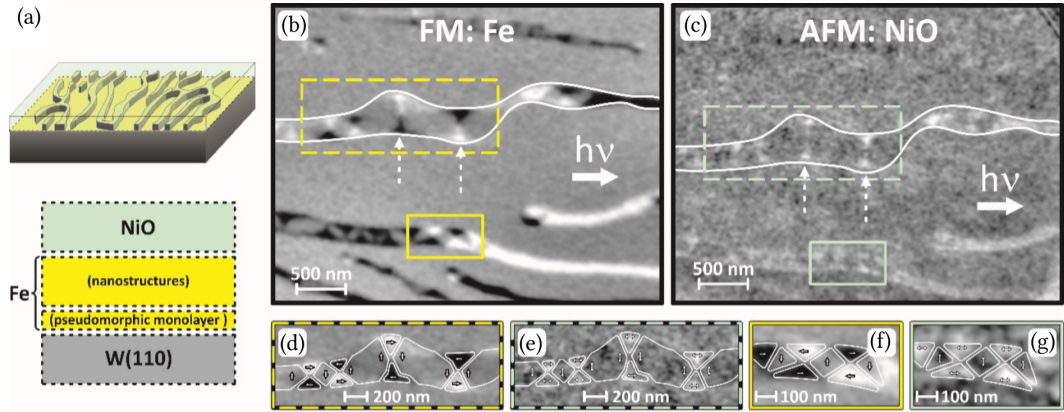 (a)
NiO
Fe
(nanostructures)
(pseudomorphic monolayer )
W(110)
(b)
FM: Fe
hν
500 nm
(c)
AFM: NiO
hν
500 nm
(d)
200 nm
(e)
200 nm
(f)
100 nm
(g)
100 nm